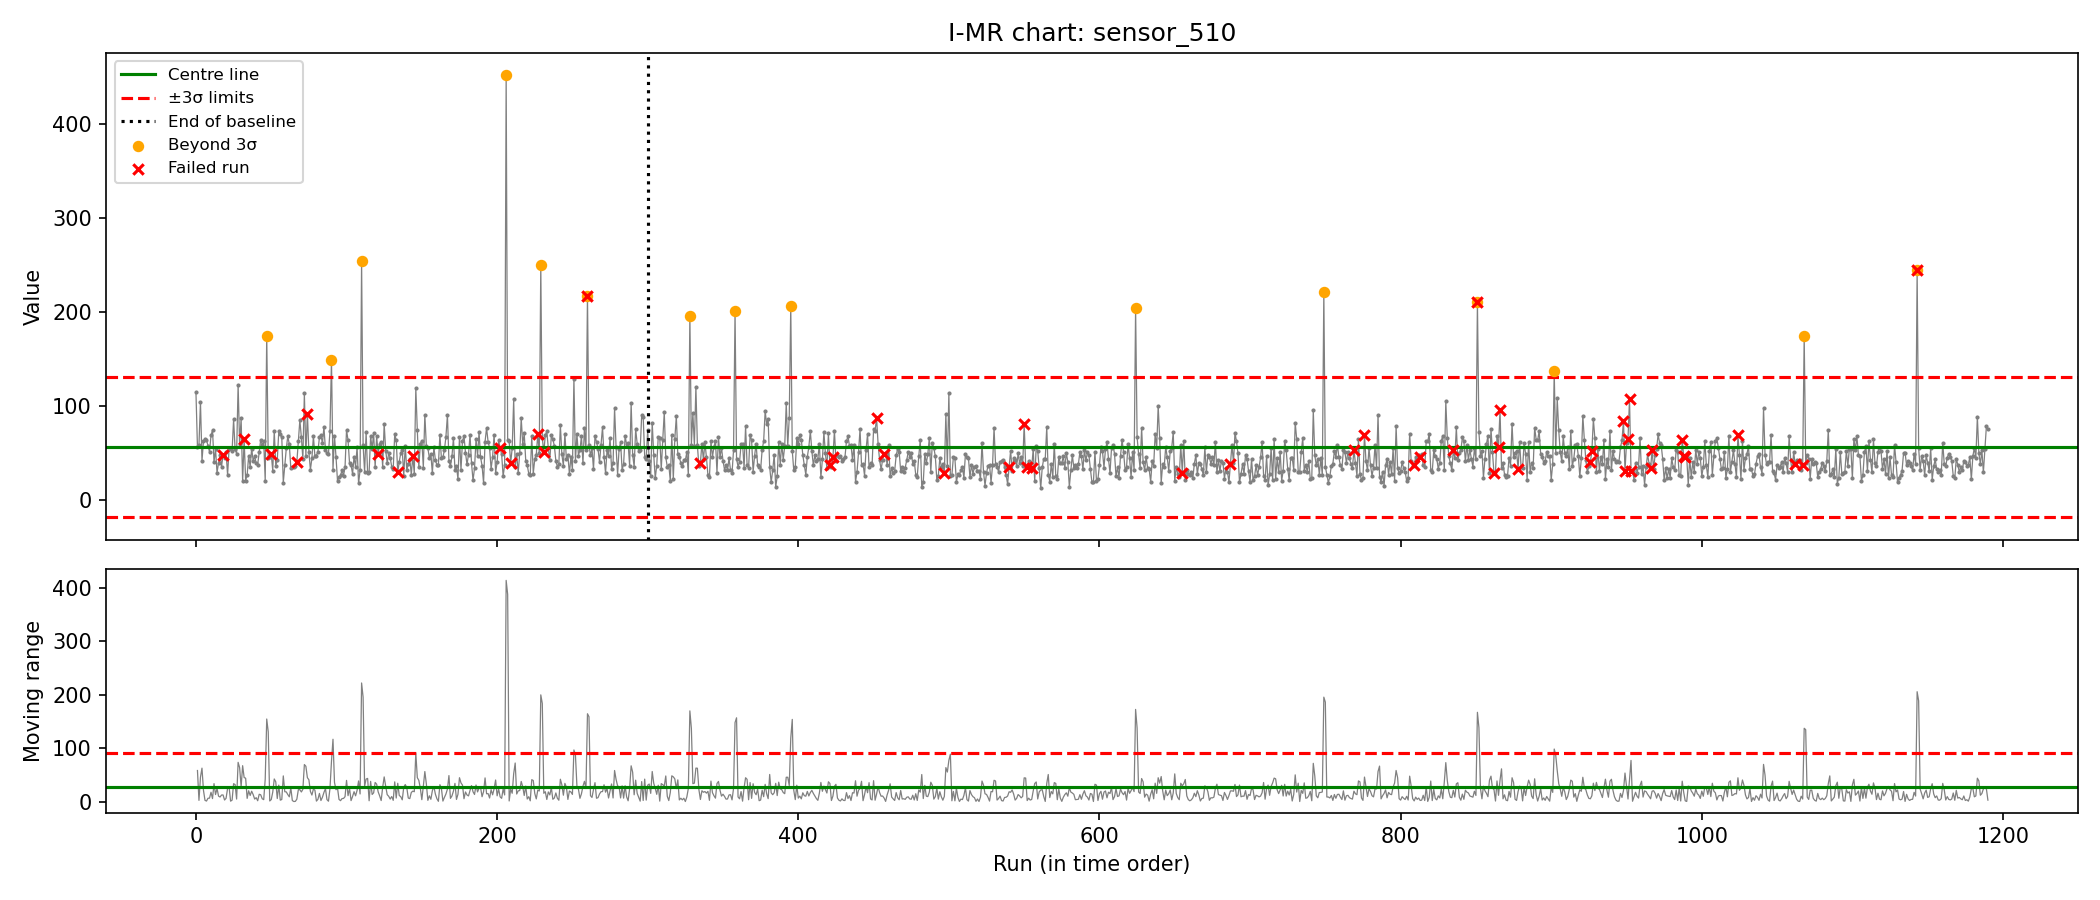 I-MR chart: sensor_510
Centre line
±3σ limits
End of baseline
Beyond 3σ
Failed run
Value
400
300
200
100
0
Moving range
400
300
200
100
0
0 200 400 600 800 1000 1200
Run (in time order)